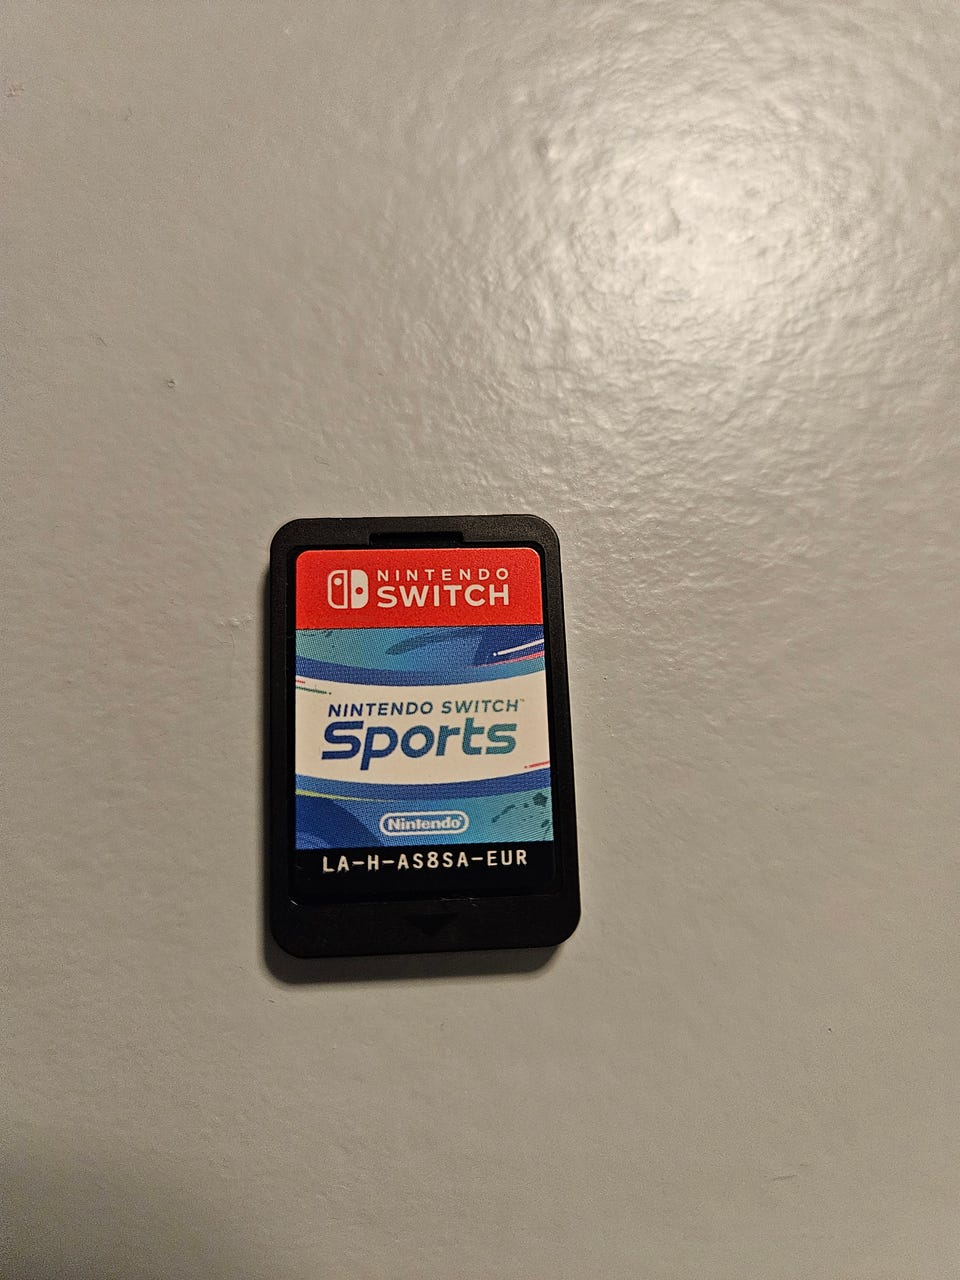 NINTENDO
SWITCH
NINTENDO SWITCH™
Sports
Nintendo®
LA-H-AS8SA-EUR